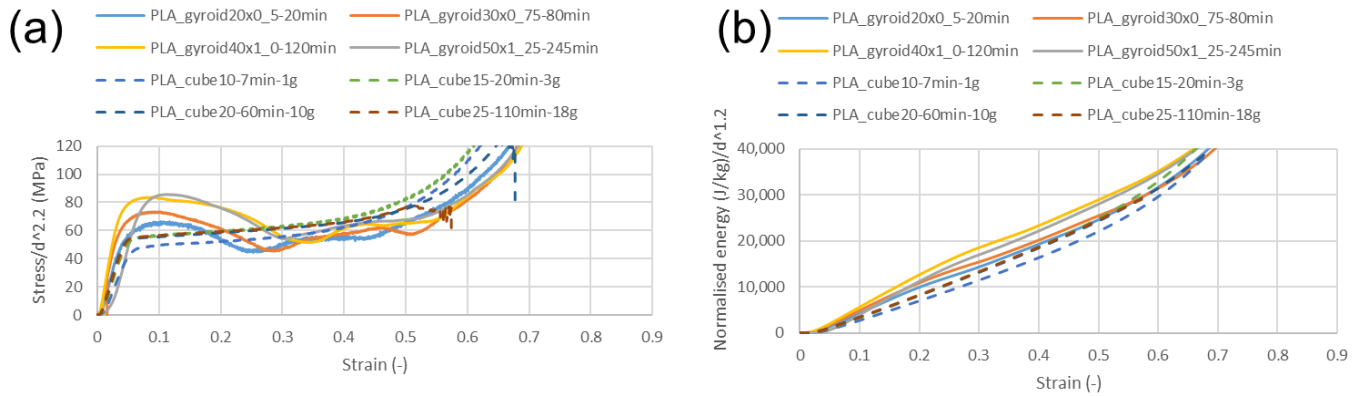 (a)
PLA_gyroid20x0_5-20min PLA_gyroid30x0_75-80min
PLA_gyroid40x1_0-120min PLA_gyroid50x1_25-245min
PLA_cube10-7min-1g PLA_cube15-20min-3g
PLA_cube20-60min-10g PLA_cube25-110min-18g
Stress/d^2.2 (MPa)
120
100
80
60
40
20
0
0 0.1 0.2 0.3 0.4 0.5 0.6 0.7 0.8 0.9
Strain (-)
(b)
PLA_gyroid20x0_5-20min PLA_gyroid30x0_75-80min
PLA_gyroid40x1_0-120min PLA_gyroid50x1_25-245min
PLA_cube10-7min-1g PLA_cube15-20min-3g
PLA_cube20-60min-10g PLA_cube25-110min-18g
Normalised energy (J/kg)/d^1.2
40,000
30,000
20,000
10,000
0
0 0.1 0.2 0.3 0.4 0.5 0.6 0.7 0.8 0.9
Strain (-)